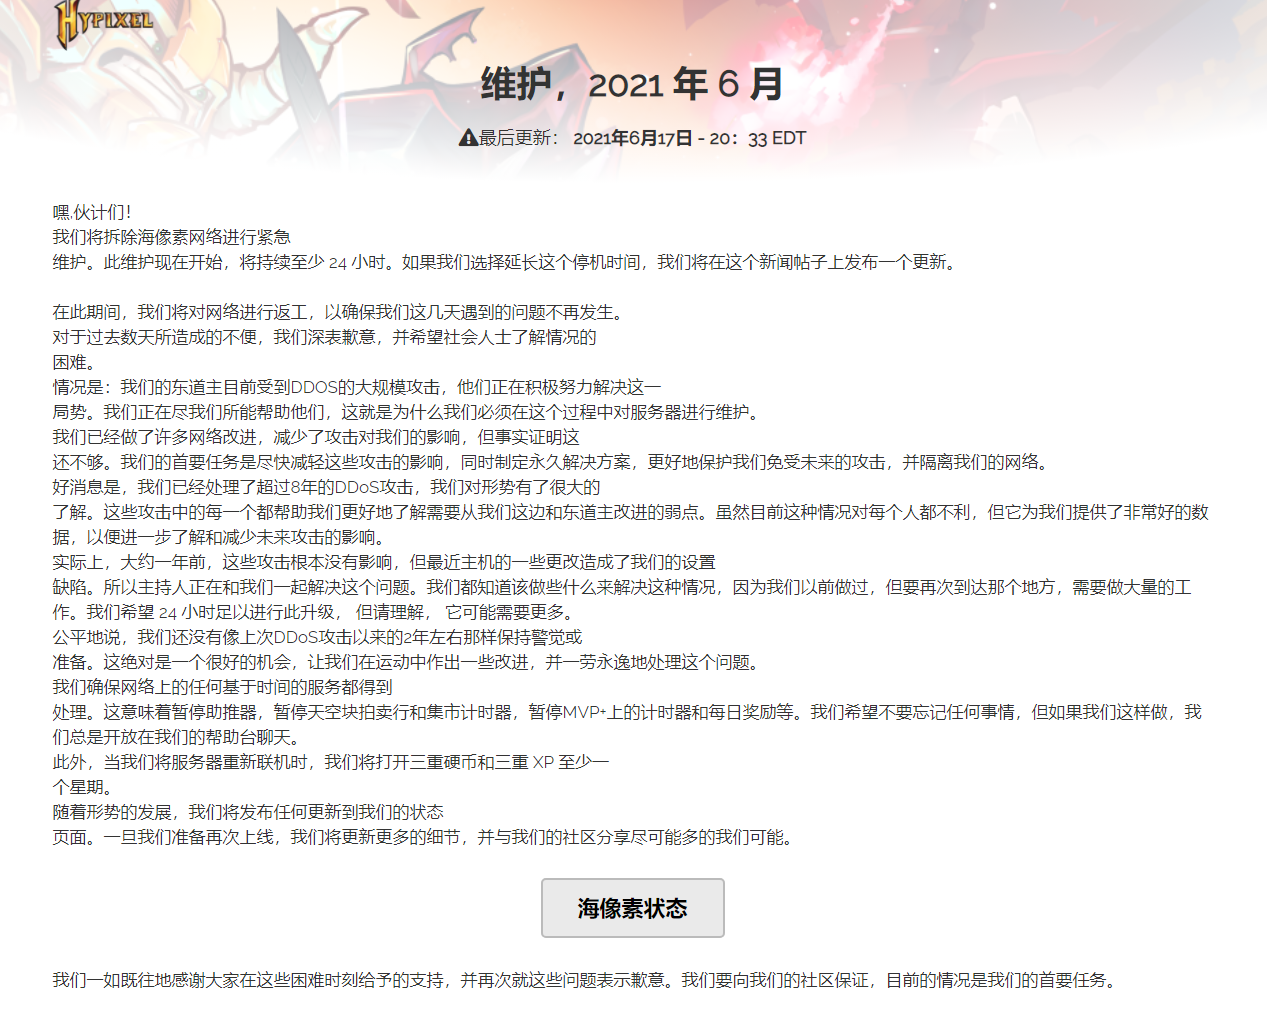 HYPIXEL
维护，2021 年 6 月
最后更新： 2021年6月17日 - 20：33 EDT
嘿,伙计们！
我们将拆除海像素网络进行紧急
维护。此维护现在开始，将持续至少 24 小时。如果我们选择延长这个停机时间，我们将在这个新闻帖子上发布一个更新。
在此期间，我们将对网络进行返工，以确保我们这几天遇到的问题不再发生。
对于过去数天所造成的不便，我们深表歉意，并希望社会人士了解情况的
困难。
情况是：我们的东道主目前受到DDOS的大规模攻击，他们正在积极努力解决这一
局势。我们正在尽我们所能帮助他们，这就是为什么我们必须在这个过程中对服务器进行维护。
我们已经做了许多网络改进，减少了攻击对我们的影响，但事实证明这
还不够。我们的首要任务是尽快减轻这些攻击的影响，同时制定永久解决方案，更好地保护我们免受未来的攻击，并隔离我们的网络。
好消息是，我们已经处理了超过8年的DDoS攻击，我们对形势有了很大的
了解。这些攻击中的每一个都帮助我们更好地了解需要从我们这边和东道主改进的弱点。虽然目前这种情况对每个人都不利，但它为我们提供了非常好的数
据，以便进一步了解和减少未来攻击的影响。
实际上，大约一年前，这些攻击根本没有影响，但最近主机的一些更改造成了我们的设置
缺陷。所以主持人正在和我们一起解决这个问题。我们都知道该做些什么来解决这种情况，因为我们以前做过，但要再次到达那个地方，需要做大量的工
作。我们希望 24 小时足以进行此升级， 但请理解， 它可能需要更多。
公平地说，我们还没有像上次DDoS攻击以来的2年左右那样保持警觉或
准备。这绝对是一个很好的机会，让我们在运动中作出一些改进，并一劳永逸地处理这个问题。
我们确保网络上的任何基于时间的服务都得到
处理。这意味着暂停助推器，暂停天空块拍卖行和集市计时器，暂停MVP+上的计时器和每日奖励等。我们希望不要忘记任何事情，但如果我们这样做，我
们总是开放在我们的帮助台聊天。
此外，当我们将服务器重新联机时，我们将打开三重硬币和三重 XP 至少一
个星期。
随着形势的发展，我们将发布任何更新到我们的状态
页面。一旦我们准备再次上线，我们将更新更多的细节，并与我们的社区分享尽可能多的我们可能。
海像素状态
我们一如既往地感谢大家在这些困难时刻给予的支持，并再次就这些问题表示歉意。我们要向我们的社区保证，目前的情况是我们的首要任务。